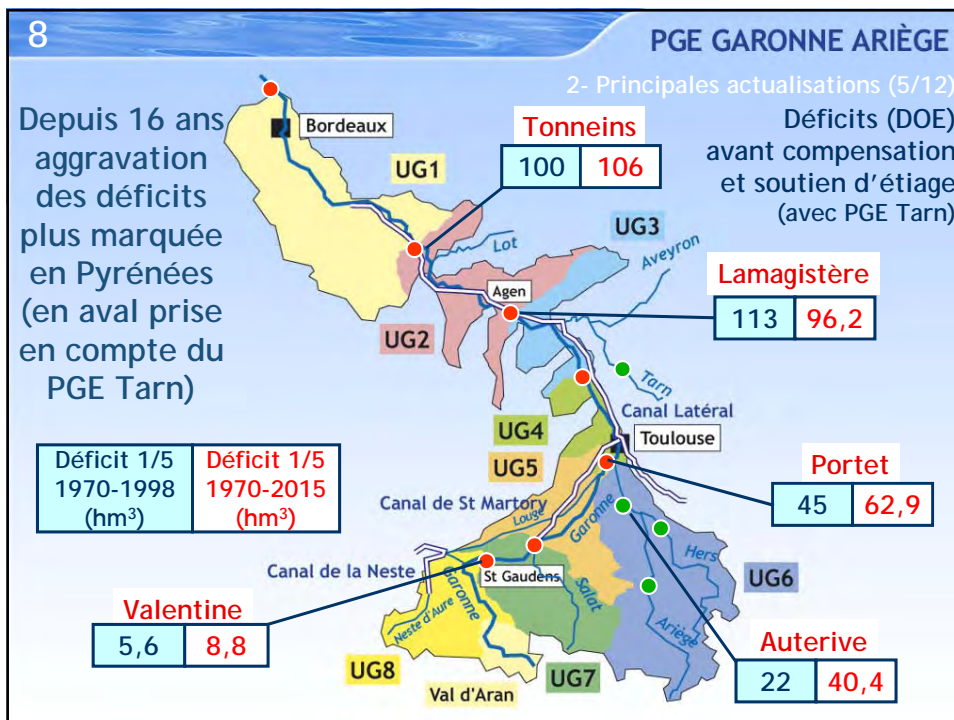 8
PGE GARONNE ARIÈGE
2- Principales actualisations (5/12)
Depuis 16 ans
aggravation
des déficits
plus marquée
en Pyrénées
(en aval prise
en compte du
PGE Tarn)
Déficits (DOE)
avant compensation
et soutien d'étiage
(avec PGE Tarn)
Bordeaux
UG1
Tonneins
100 106
Lot
UG3
Aveyron
Agen
UG2
Lamagistère
113 96,2
Tarn
Canal Latéral
UG4
Toulouse
UG5
Déficit 1/5
1970-1998
(hm³)
Déficit 1/5
1970-2015
(hm³)
Portet
45 62,9
Canal de St Martory
Louge
Garonne
Hers
UG6
Canal de la Neste
St Gaudens
Garonne
Neste d'Aure
Salat
Ariège
Valentine
5,6 8,8
UG8
Val d'Aran
UG7
Auterive
22 40,4